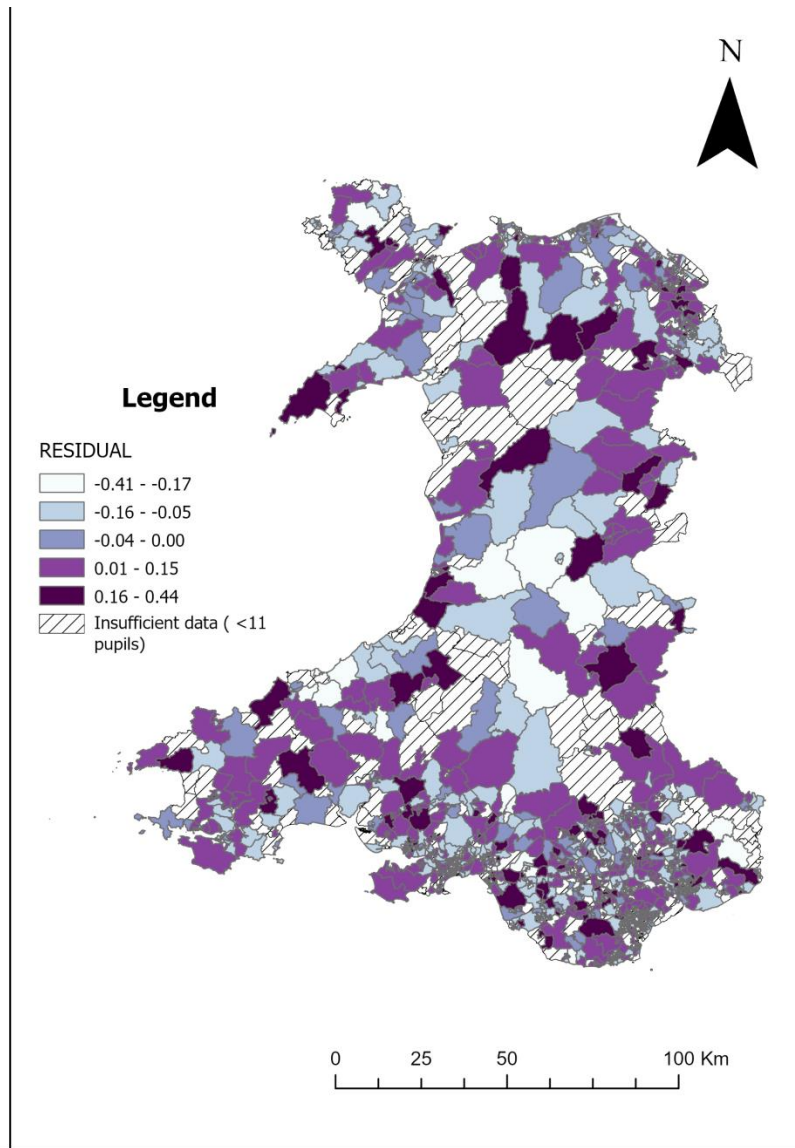 N
Legend
RESIDUAL
-0.41 - -0.17
-0.16 - -0.05
-0.04 - 0.00
0.01 - 0.15
0.16 - 0.44
Insufficient data ( <11
pupils)
0 25 50 100 Km